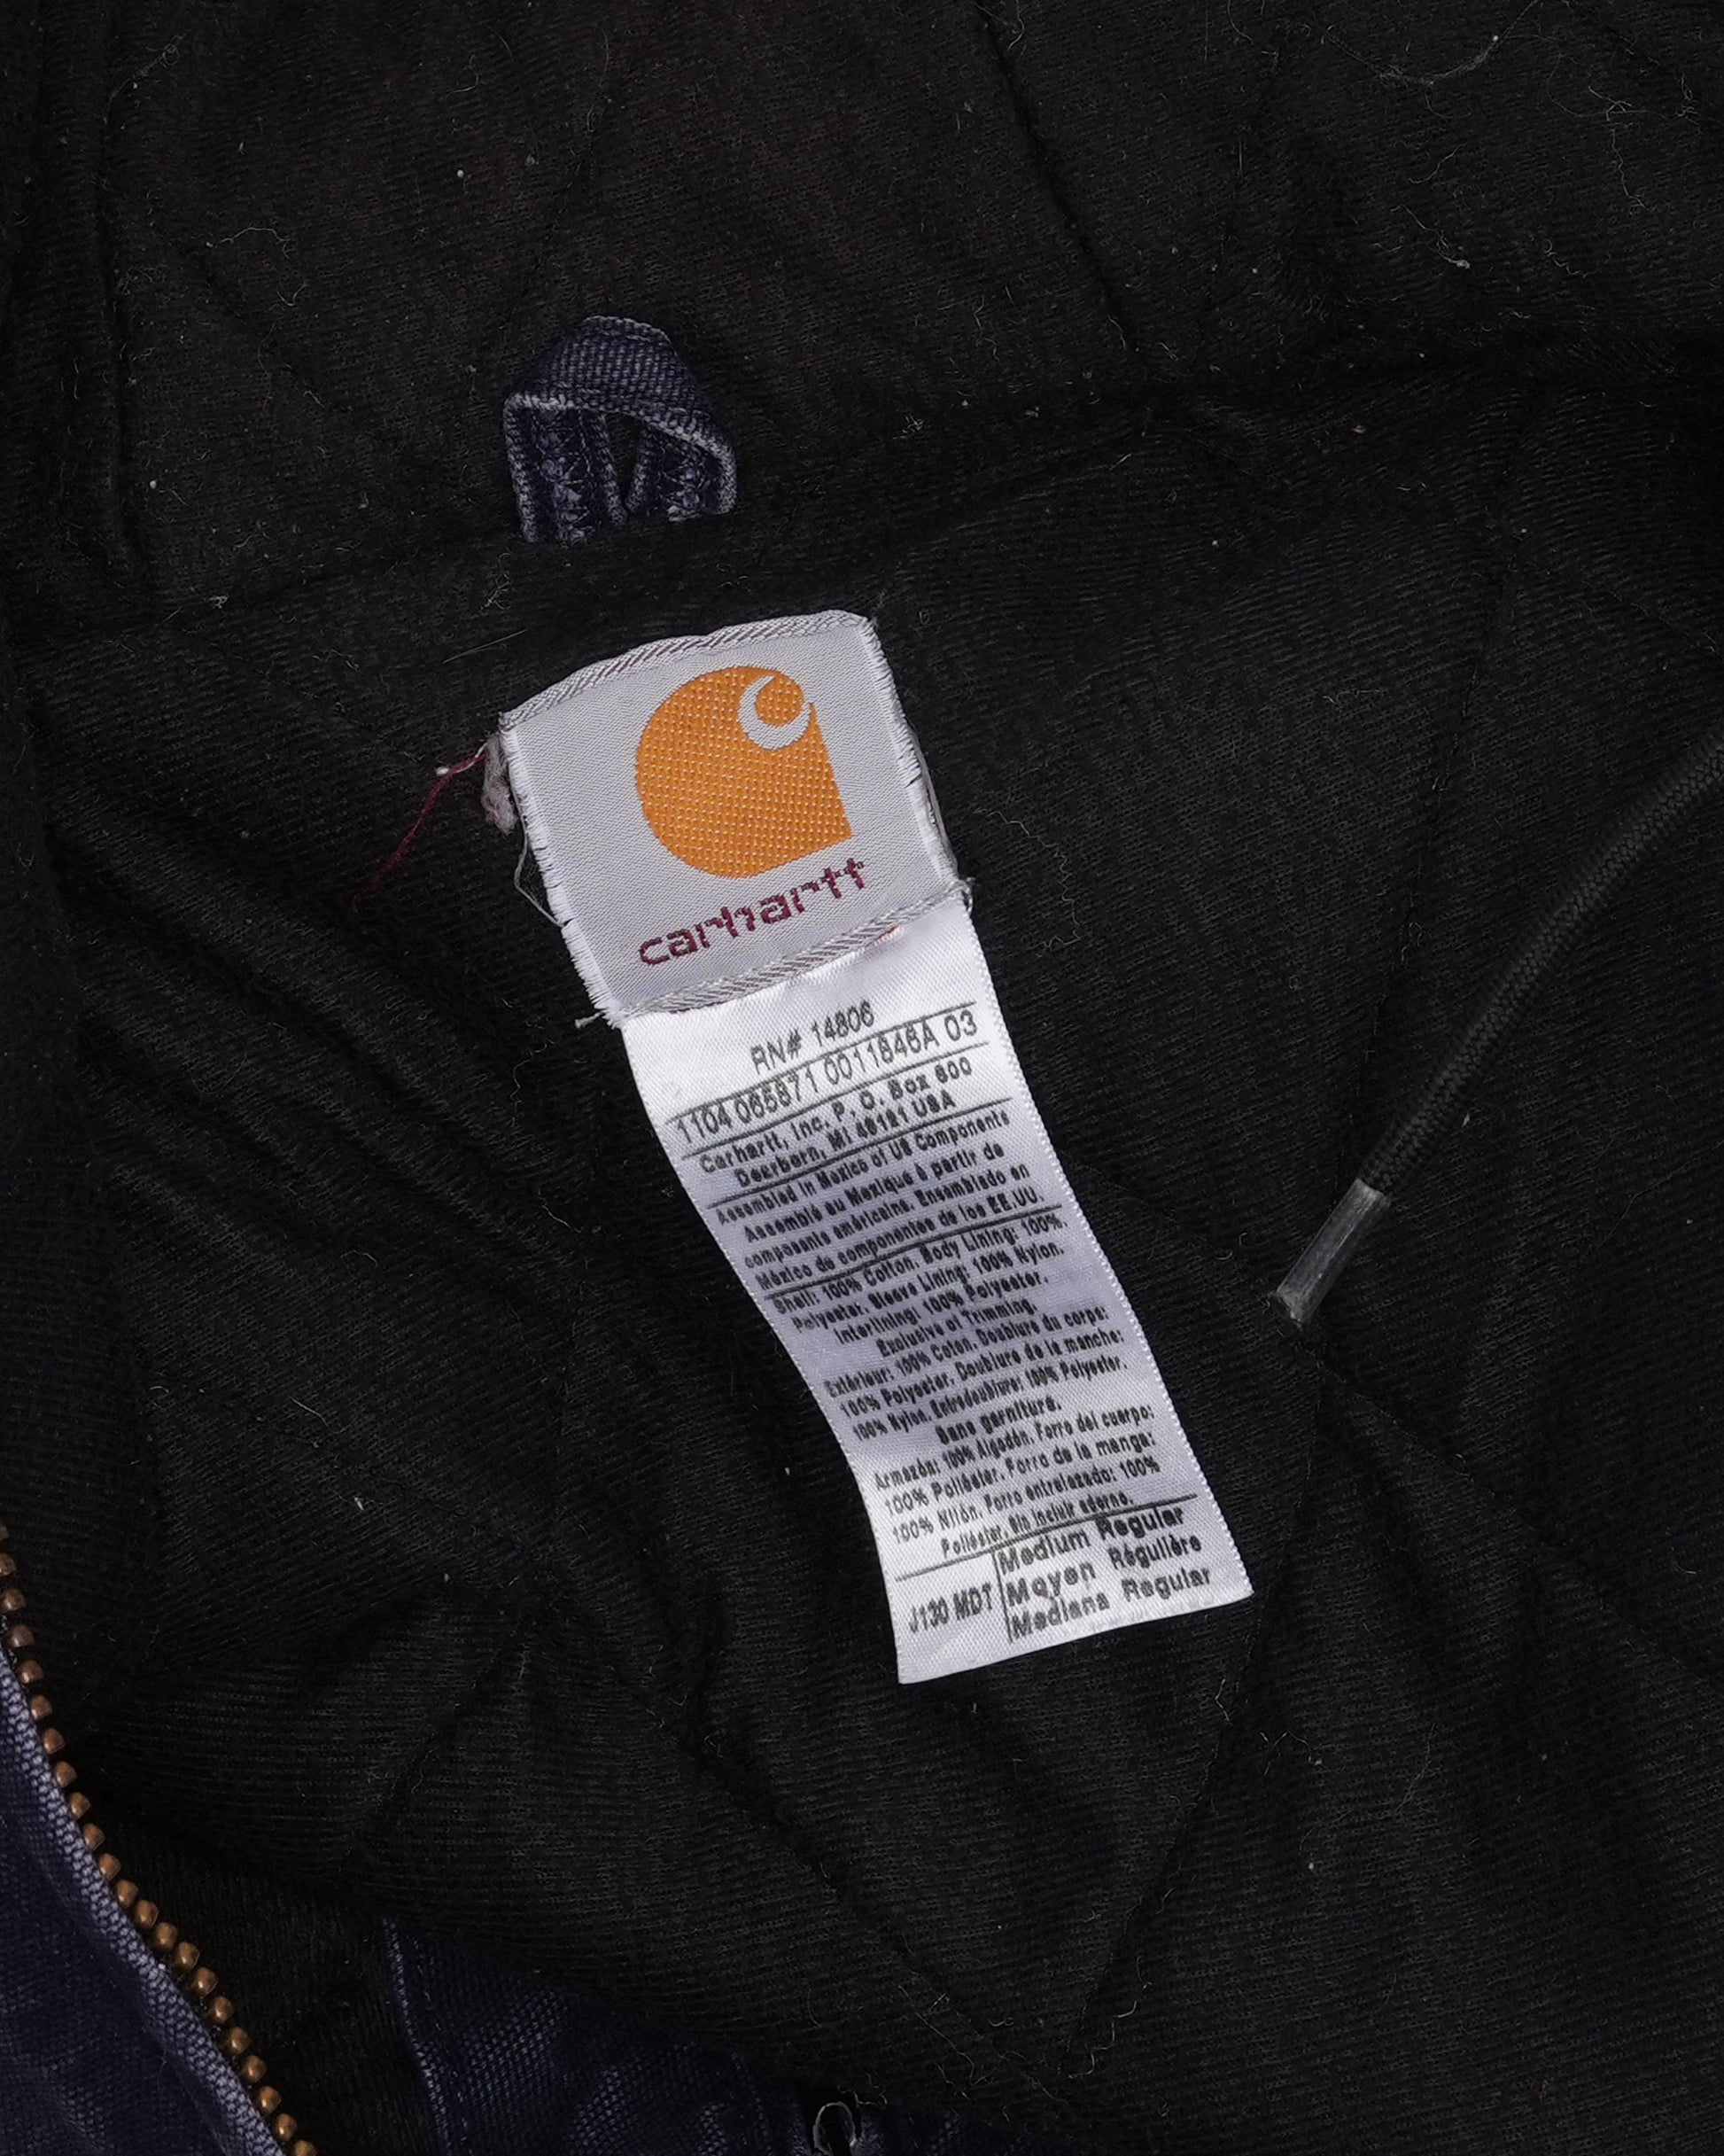 carhartt
RN# 14806
1104 065871 0011846A 03
Carhartt, Inc. P. O. Box 600
Dearborn, MI 48121 USA
Assembled in Mexico of US Components
Assemblé au Mexique à partir de
composants américains. Ensamblado en
México de componentes de los EE.UU.
Shell: 100% Cotton. Body Lining: 100%.
Polyester. Sleeve Lining: 100% Nylon.
Interlining: 100% Polyester.
Exclusive of Trimming.
Extérieur: 100% Coton. Doublure du corps:
100% Polyester. Doublure de la manche:
100% Nylon. Entredoublure: 100% Polyester.
Sans garniture.
Armazón: 100% Algodón. Forro del cuerpo:
100% Poliéster. Forro de la manga:
100% Nilón. Forro entrelazado: 100%
Poliéster. Sin incluir adorno.
J130 MDT
Medium Regular
Moyen Régulière
Mediana Regular